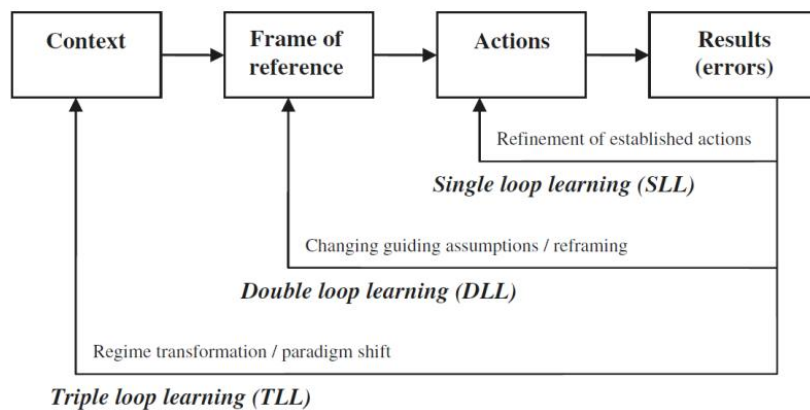 Context
Frame of
reference
Actions
Results
(errors)
Refinement of established actions
Single loop learning (SLL)
Changing guiding assumptions / reframing
Double loop learning (DLL)
Regime transformation / paradigm shift
Triple loop learning (TLL)